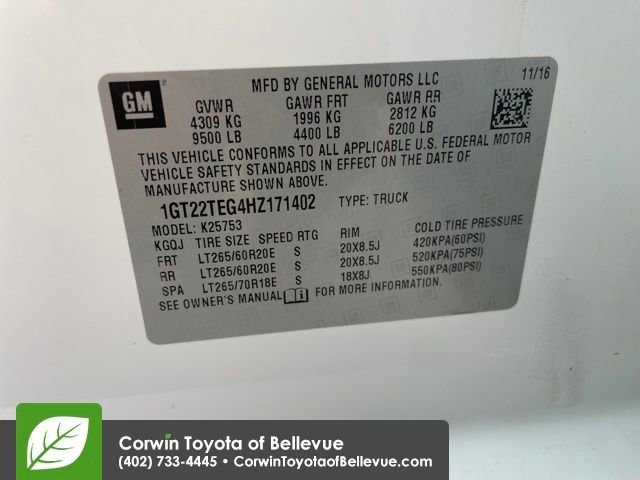 GM
MFD BY GENERAL MOTORS LLC 11/16
GVWR GAWR FRT GAWR RR
4309 KG 1996 KG 2812 KG
9500 LB 4400 LB 6200 LB
THIS VEHICLE CONFORMS TO ALL APPLICABLE U.S. FEDERAL MOTOR
VEHICLE SAFETY STANDARDS IN EFFECT ON THE DATE OF
MANUFACTURE SHOWN ABOVE.
1GT22TEG4HZ171402 TYPE: TRUCK
MODEL: K25753
KGQJ TIRE SIZE SPEED RTG RIM COLD TIRE PRESSURE
FRT LT265/60R20E S 20X8.5J 420KPA(60PSI)
RR LT265/60R20E S 20X8.5J 520KPA(75PSI)
SPA LT265/70R18E S 18X8J 550KPA(80PSI)
SEE OWNER'S MANUAL FOR MORE INFORMATION.
Corwin Toyota of Bellevue
(402) 733-4445 • CorwinToyotaofBellevue.com